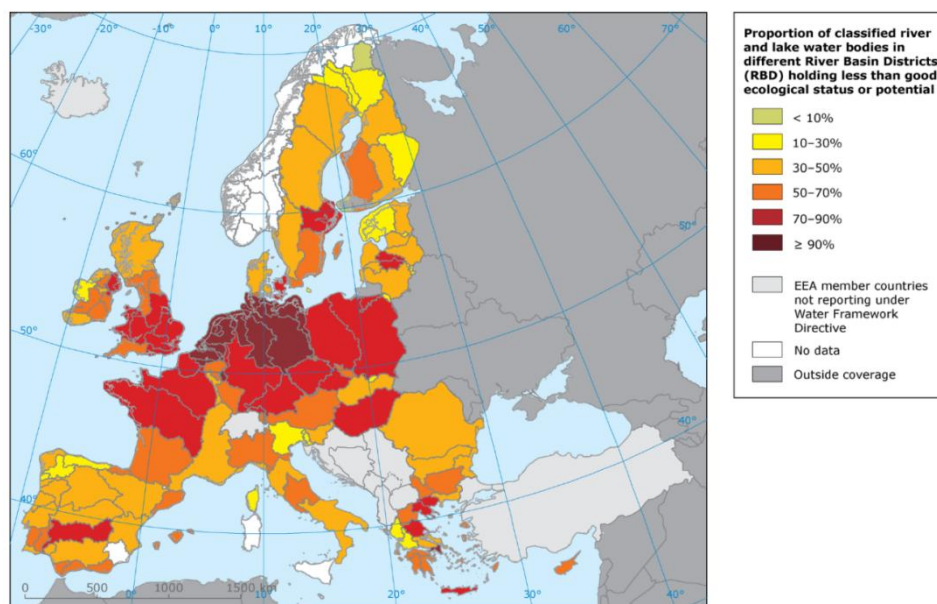 -30° -20° -10° 0° 10° 20° 30° 40° 50° 60° 70°
60°
50°
40°
50°
40°
0 500 1000 1500 km
0° 10° 20° 30° 40°
Proportion of classified river
and lake water bodies in
different River Basin Districts
(RBD) holding less than good
ecological status or potential
< 10%
10–30%
30–50%
50–70%
70–90%
≥ 90%
EEA member countries
not reporting under
Water Framework
Directive
No data
Outside coverage